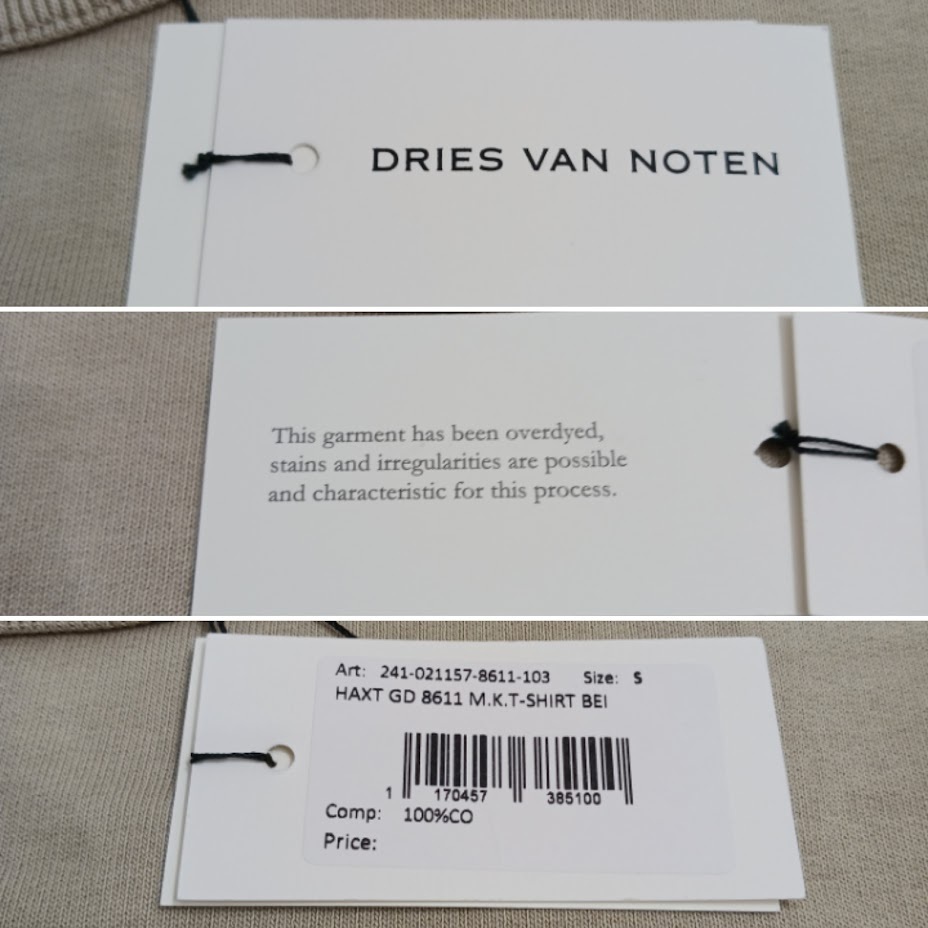 DRIES VAN NOTEN
This garment has been overdyed,
stains and irregularities are possible
and characteristic for this process.
Art: 241-021157-8611-103 Size: S
HAXT GD 8611 M.K.T-SHIRT BEI
1 170457 385100
Comp: 100%CO
Price: